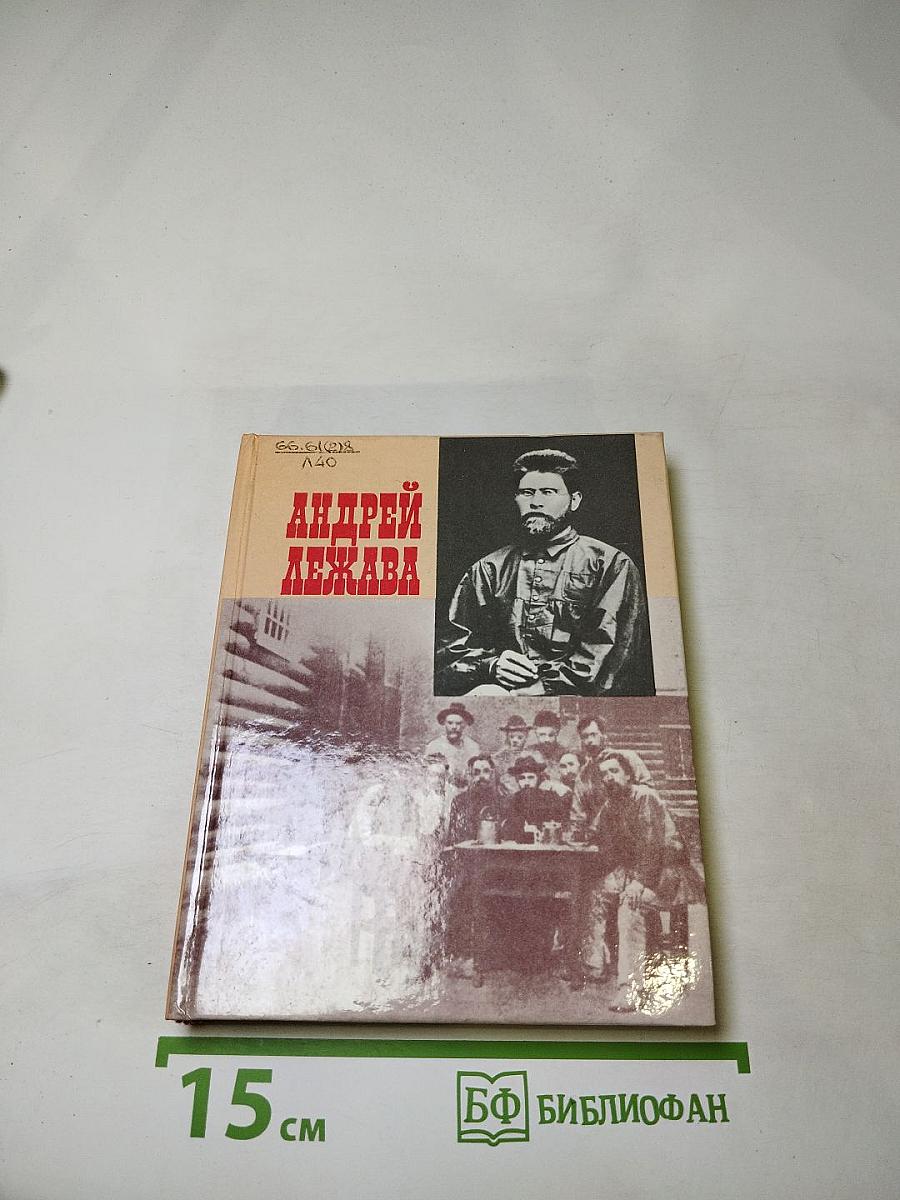 66.61(2)8
Л40
АНДРЕЙ
ЛЕЖАВА
15 см
БФ БИБЛИОФАН